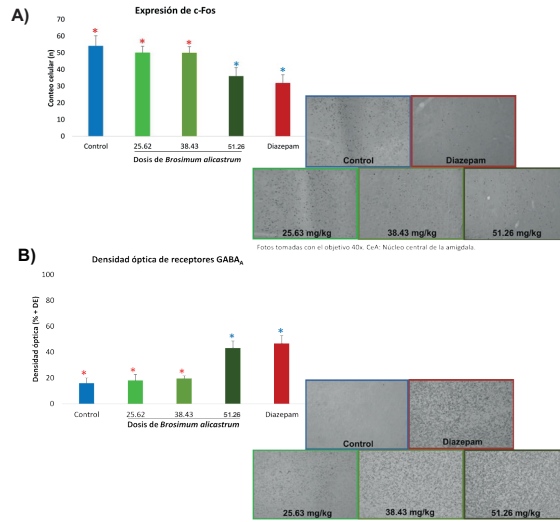 A)
Expresión de c-Fos
Conteo celular (n)
70
60
50
40
30
20
10
0
* * * * *
Control 25.62 38.43 51.26 Diazepam
Dosis de Brosimum alicastrum
Control Diazepam
25.63 mg/kg 38.43 mg/kg 51.26 mg/kg
Fotos tomadas con el objetivo 40x. CeA: Núcleo central de la amígdala.
B)
Densidad óptica de receptores GABA_A
Densidad óptica (% + DE)
100
80
60
40
20
0
* * * * *
Control 25.62 38.43 51.26 Diazepam
Dosis de Brosimum alicastrum
Control Diazepam
25.63 mg/kg 38.43 mg/kg 51.26 mg/kg